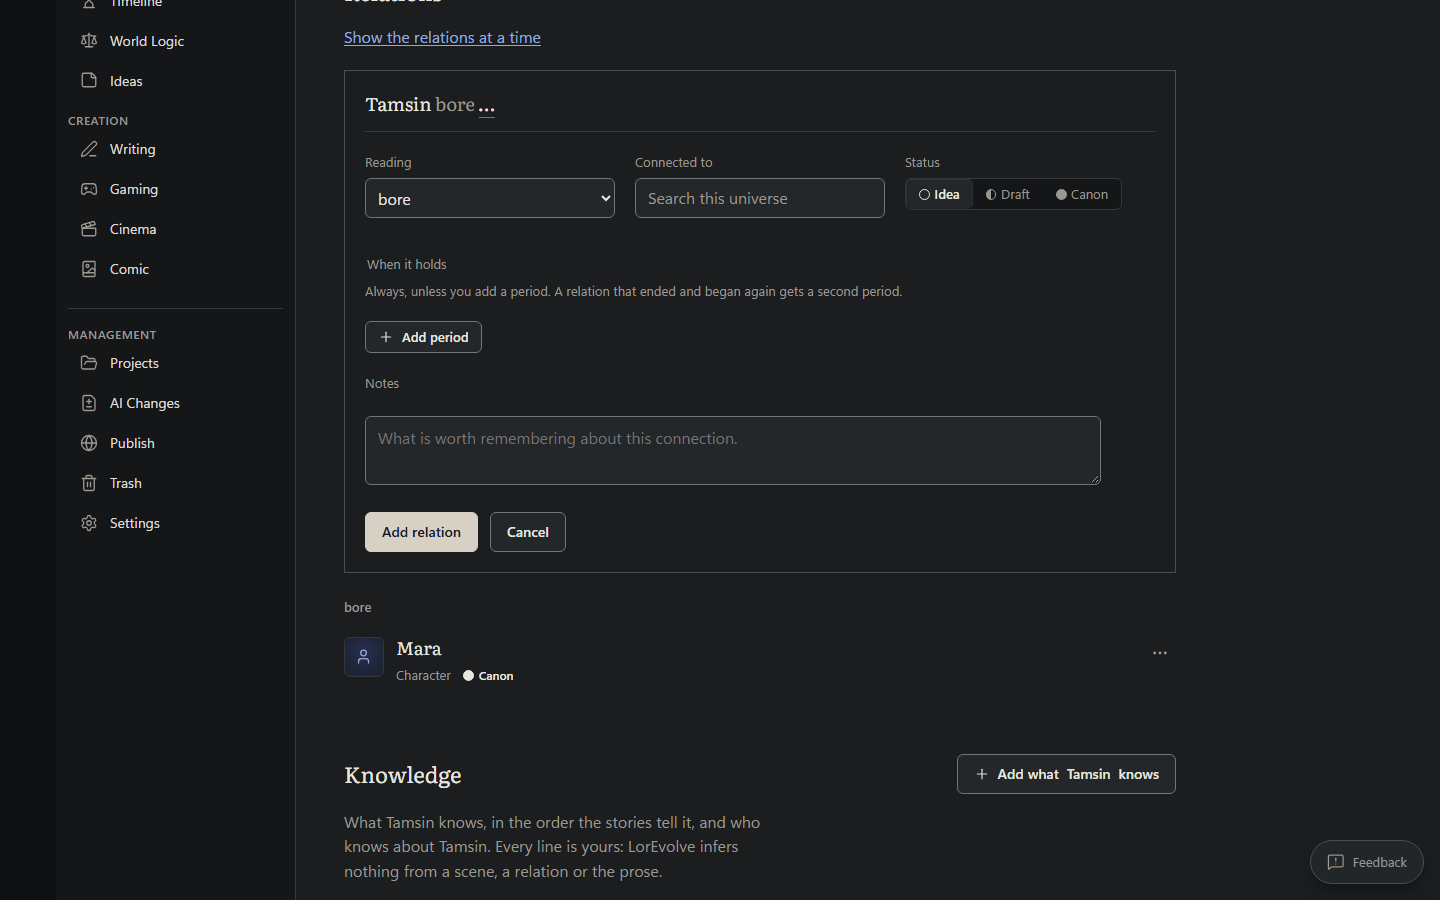 Timeline
World Logic
Ideas
CREATION
Writing
Gaming
Cinema
Comic
MANAGEMENT
Projects
AI Changes
Publish
Trash
Settings
Show the relations at a time
Tamsin bore ...
Reading
Connected to
Status
bore
Search this universe
Idea
Draft
Canon
When it holds
Always, unless you add a period. A relation that ended and began again gets a second period.
Add period
Notes
What is worth remembering about this connection.
Add relation
Cancel
bore
Mara
Character
Canon
Knowledge
Add what Tamsin knows
What Tamsin knows, in the order the stories tell it, and who
knows about Tamsin. Every line is yours: LorEvolve infers
nothing from a scene, a relation or the prose.
Feedback